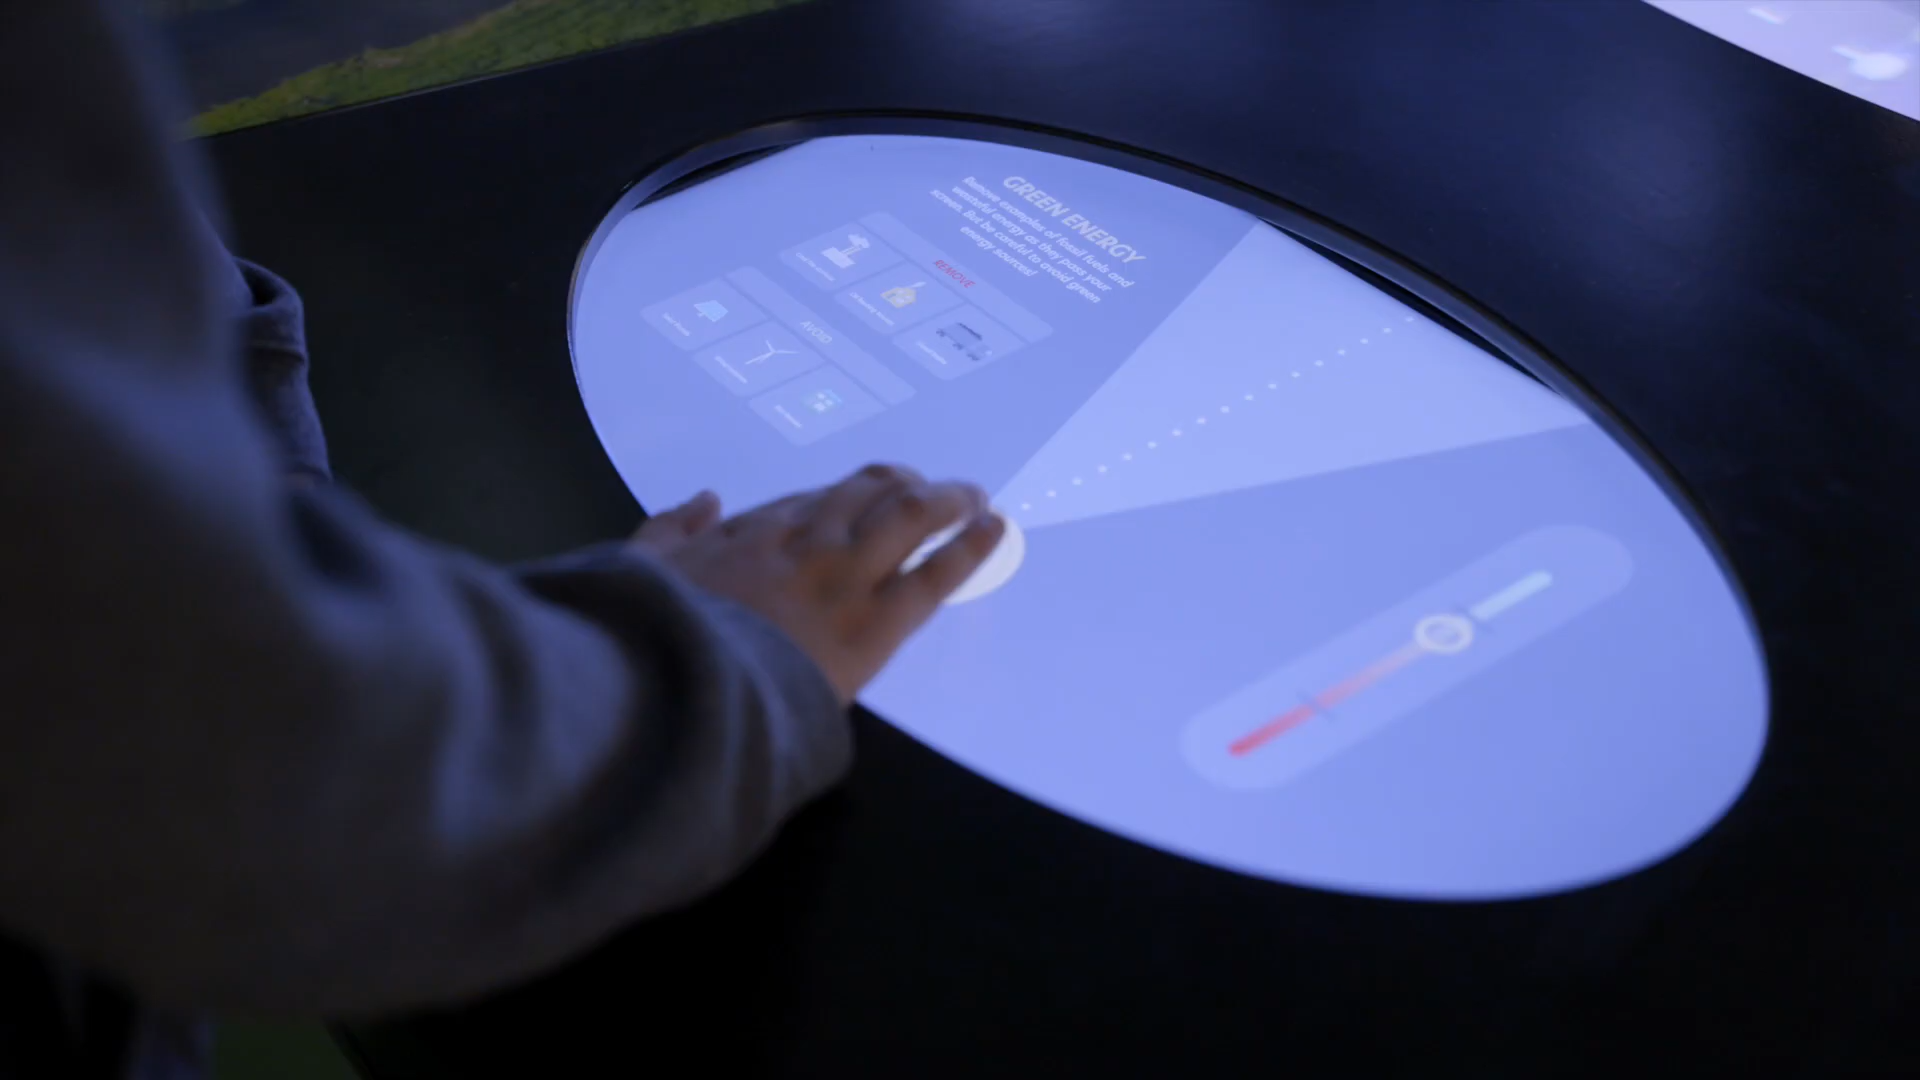 GREEN ENERGY
Remove examples of fossil fuels and
wasteful energy as they pass your
screen. But be careful to avoid green
energy sources!
REMOVE
AVOID